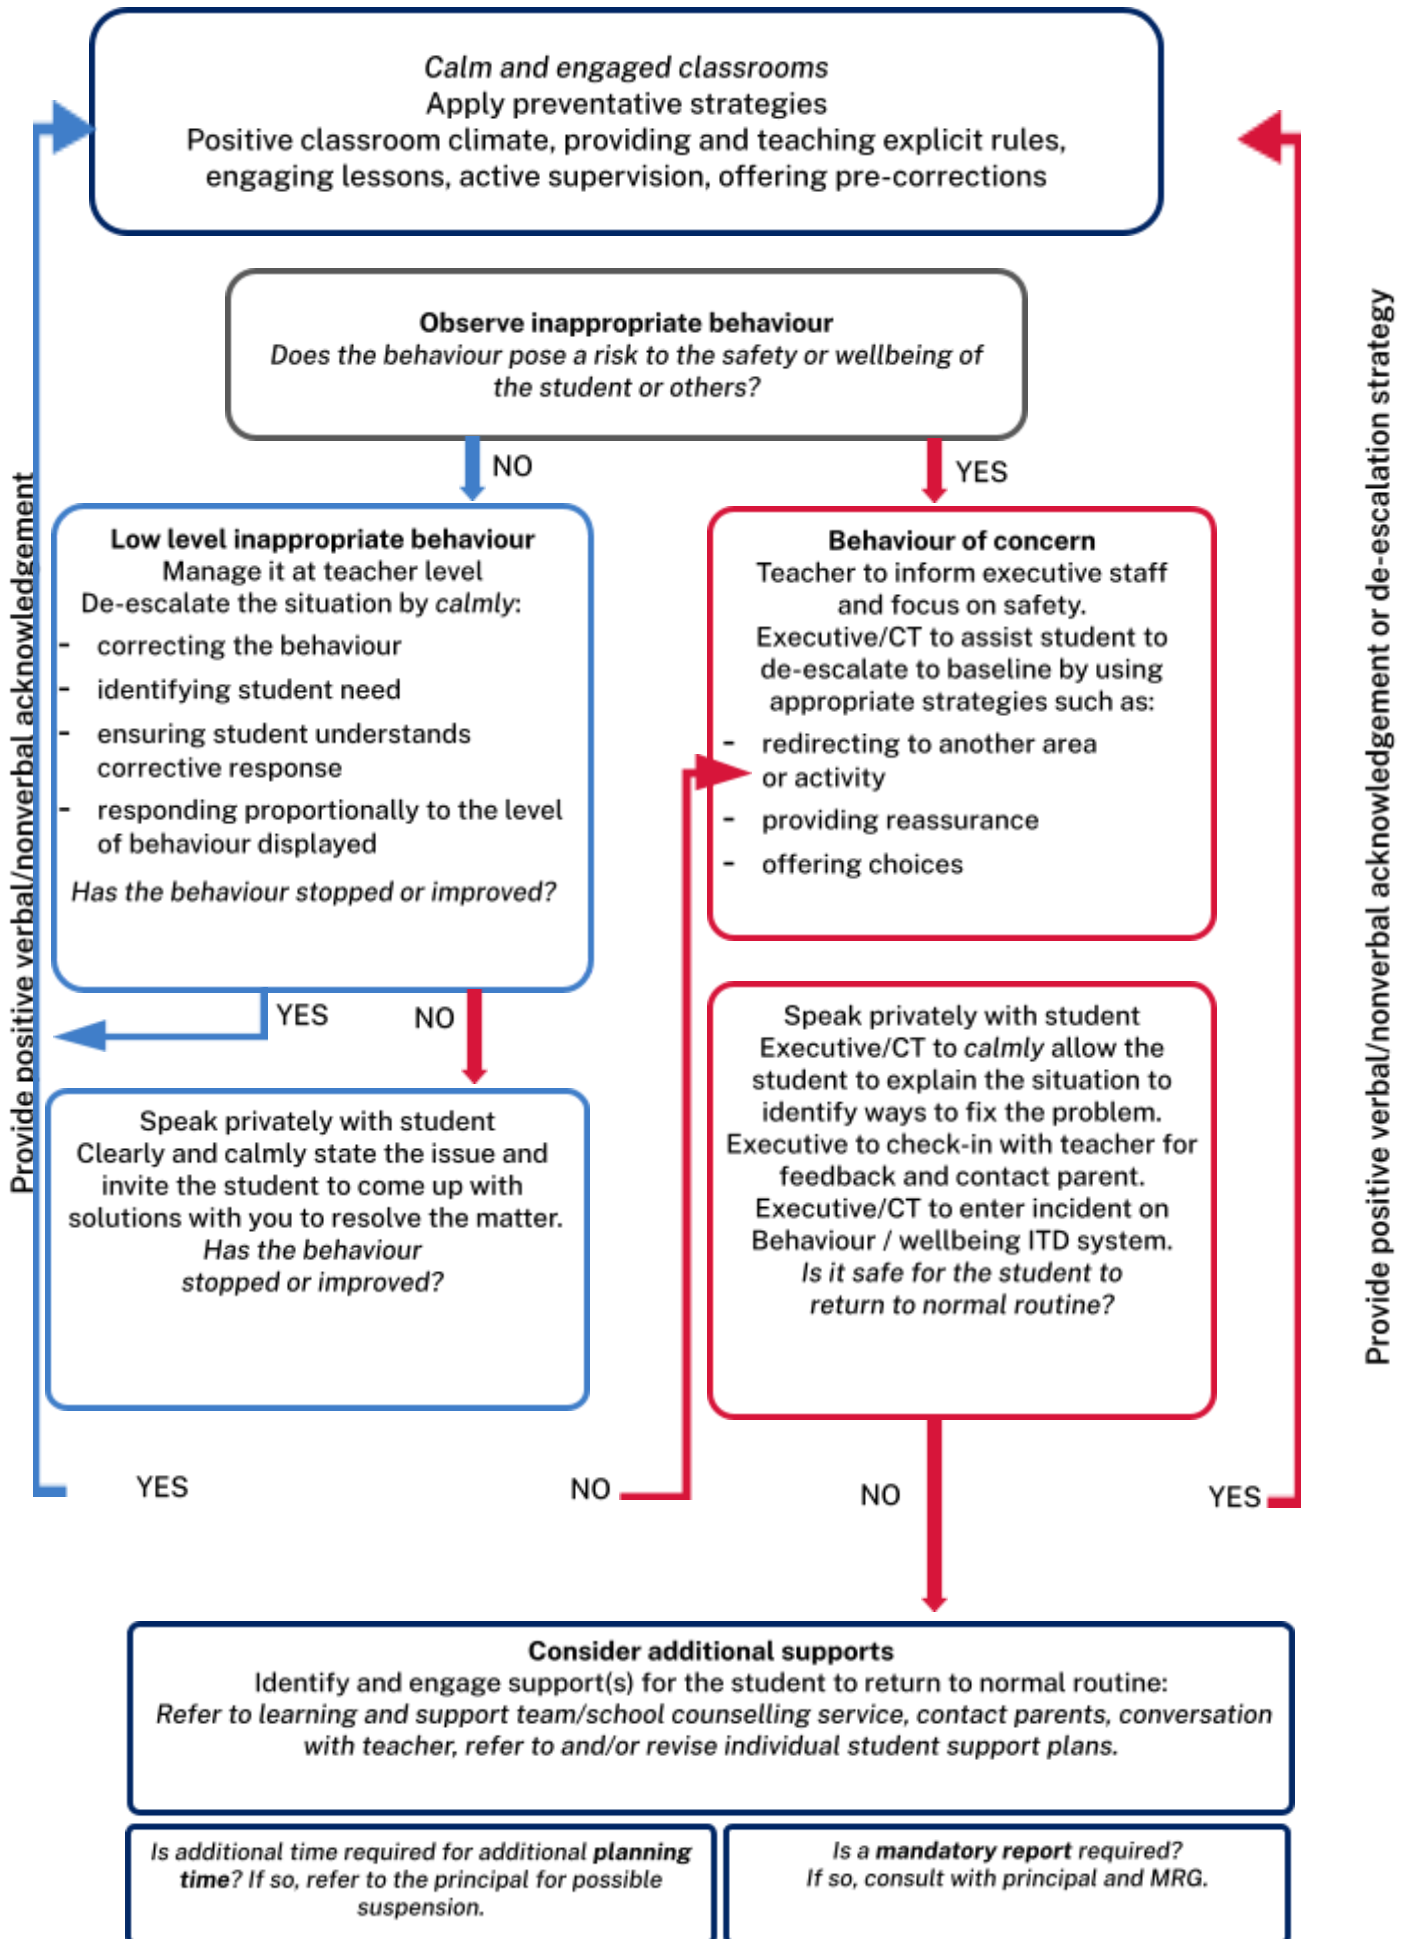 Calm and engaged classrooms
Apply preventative strategies
Positive classroom climate, providing and teaching explicit rules,
engaging lessons, active supervision, offering pre-corrections
Observe inappropriate behaviour
Does the behaviour pose a risk to the safety or wellbeing of
the student or others?
NO
YES
Low level inappropriate behaviour
Manage it at teacher level
De-escalate the situation by calmly:
- correcting the behaviour
- identifying student need
- ensuring student understands
corrective response
- responding proportionally to the level
of behaviour displayed
Has the behaviour stopped or improved?
YES
NO
Speak privately with student
Clearly and calmly state the issue and
invite the student to come up with
solutions with you to resolve the matter.
Has the behaviour
stopped or improved?
YES
NO
Provide positive verbal/nonverbal acknowledgement
Behaviour of concern
Teacher to inform executive staff
and focus on safety.
Executive/CT to assist student to
de-escalate to baseline by using
appropriate strategies such as:
- redirecting to another area
or activity
- providing reassurance
- offering choices
Speak privately with student
Executive/CT to calmly allow the
student to explain the situation to
identify ways to fix the problem.
Executive to check-in with teacher for
feedback and contact parent.
Executive/CT to enter incident on
Behaviour / wellbeing ITD system.
Is it safe for the student to
return to normal routine?
NO
YES
Provide positive verbal/nonverbal acknowledgement or de-escalation strategy
Consider additional supports
Identify and engage support(s) for the student to return to normal routine:
Refer to learning and support team/school counselling service, contact parents, conversation
with teacher, refer to and/or revise individual student support plans.
Is additional time required for additional planning
time? If so, refer to the principal for possible
suspension.
Is a mandatory report required?
If so, consult with principal and MRG.